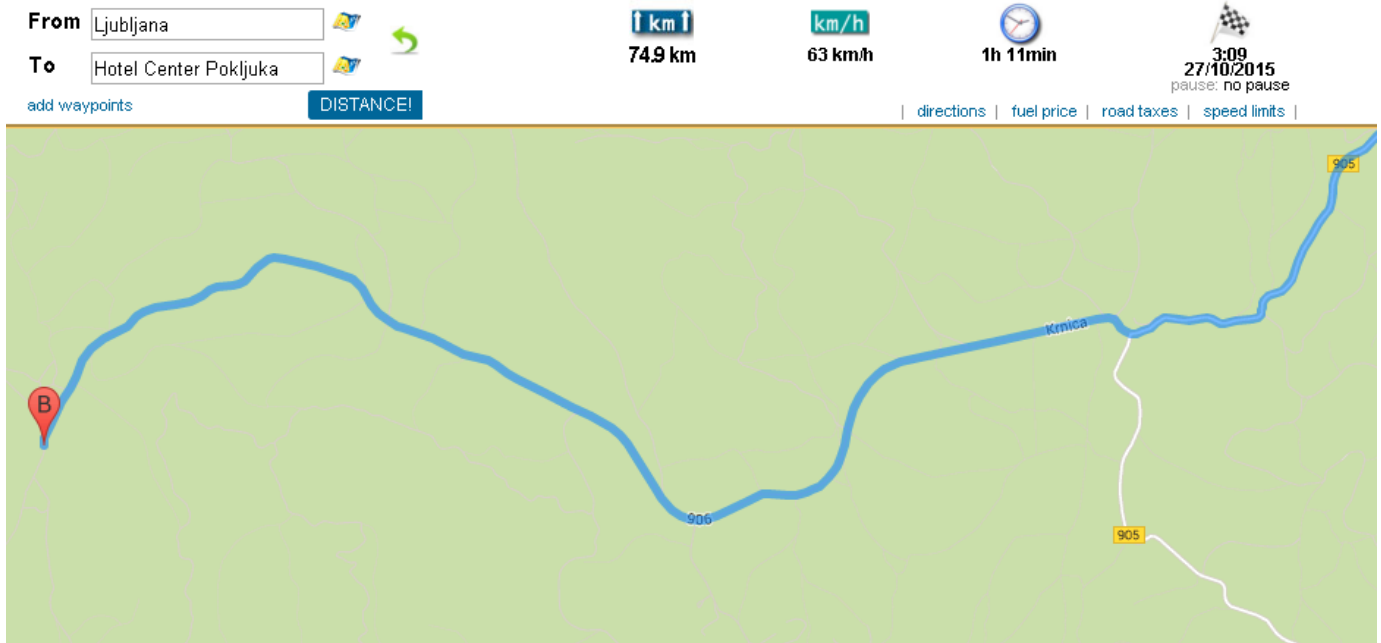 From Ljubljana
To Hotel Center Pokljuka
add waypoints
DISTANCE!
km
74.9 km
km/h
63 km/h
1h 11min
3:09
27/10/2015
pause: no pause
| directions | fuel price | road taxes | speed limits |
905
Krnica
906
905
B